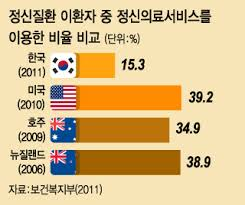 정신질환 이환자 중 정신의료서비스를
이용한 비율 비교 (단위:%)
한국
(2011)
15.3
미국
(2010)
39.2
호주
(2009)
34.9
뉴질랜드
(2006)
38.9
자료:보건복지부(2011)